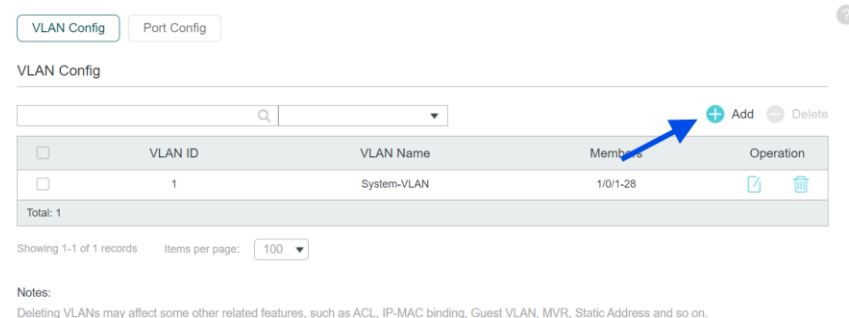 VLAN Config Port Config
?
VLAN Config
Add Delete
VLAN ID VLAN Name Members Operation
1 System-VLAN 1/0/1-28
Total: 1
Showing 1-1 of 1 records Items per page: 100
Notes:
Deleting VLANs may affect some other related features, such as ACL, IP-MAC binding, Guest VLAN, MVR, Static Address and so on.